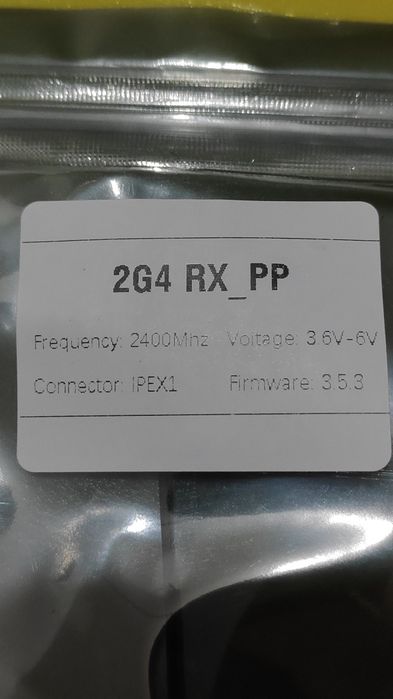 2G4 RX_PP
Frequency: 2400Mhz Voltage: 3.6V-6V
Connector: IPEX1 Firmware: 3.5.3